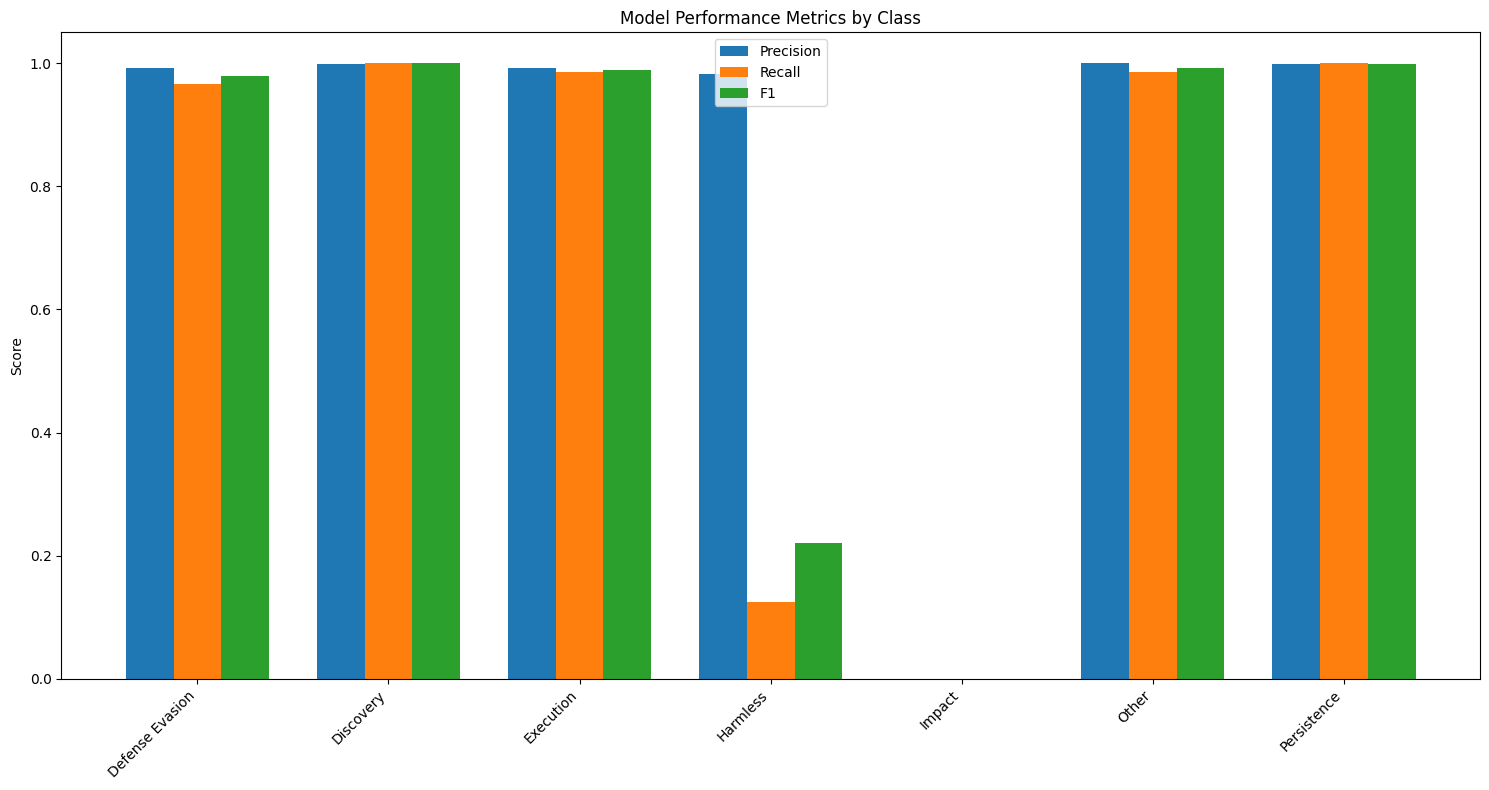 Model Performance Metrics by Class
Precision
Recall
F1
Score
1.0
0.8
0.6
0.4
0.2
0.0
Defense Evasion
Discovery
Execution
Harmless
Impact
Other
Persistence